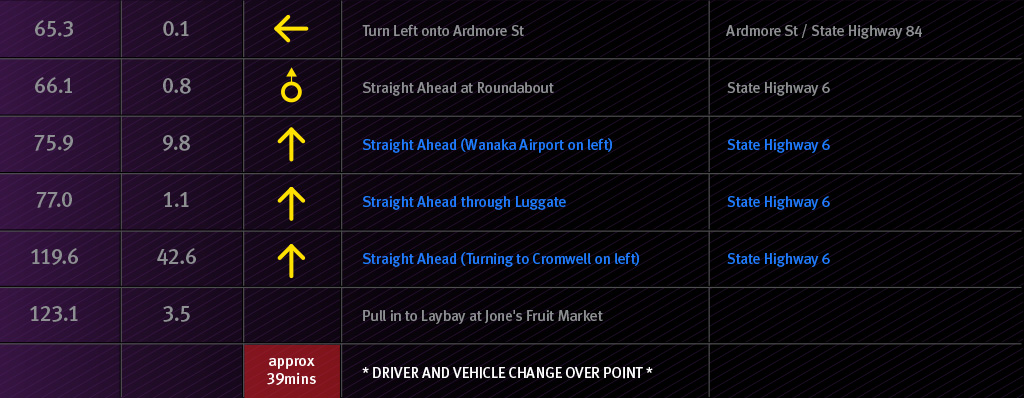 65.3 0.1 Turn Left onto Ardmore St Ardmore St / State Highway 84
66.1 0.8 Straight Ahead at Roundabout State Highway 6
75.9 9.8 Straight Ahead (Wanaka Airport on left) State Highway 6
77.0 1.1 Straight Ahead through Luggate State Highway 6
119.6 42.6 Straight Ahead (Turning to Cromwell on left) State Highway 6
123.1 3.5 Pull in to Laybay at Jone's Fruit Market
approx
39mins
* DRIVER AND VEHICLE CHANGE OVER POINT *